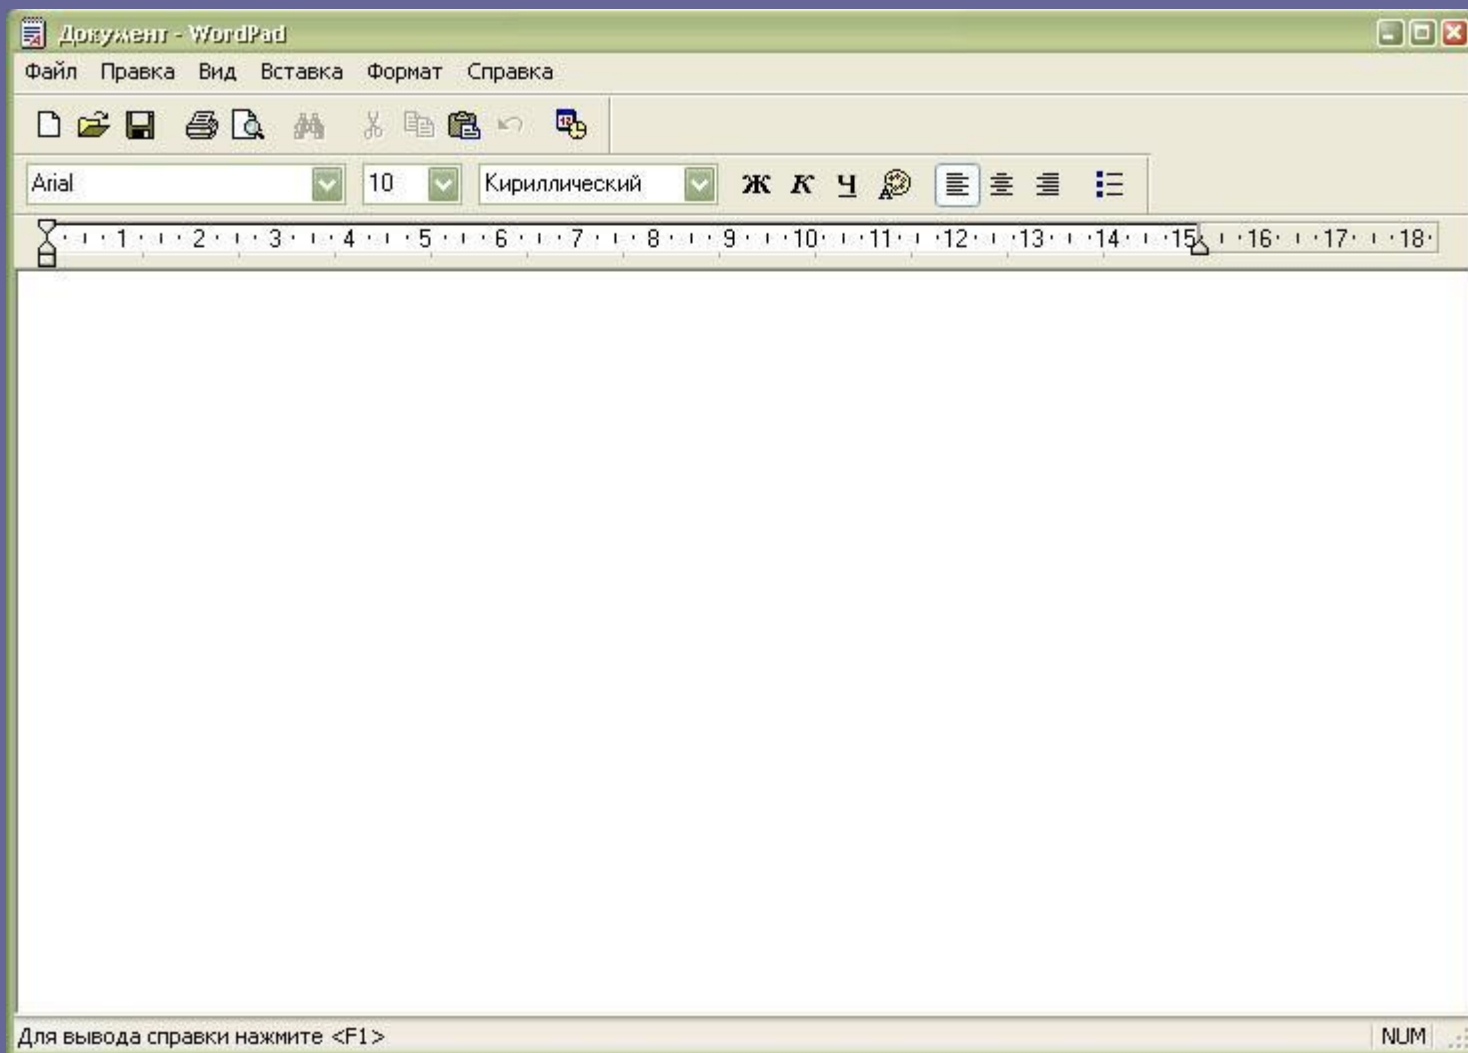 Документ - WordPad
Файл Правка Вид Вставка Формат Справка
Arial 10 Кириллический Ж К Ч
1 2 3 4 5 6 7 8 9 10 11 12 13 14 15 16 17 18
Для вывода справки нажмите <F1> NUM